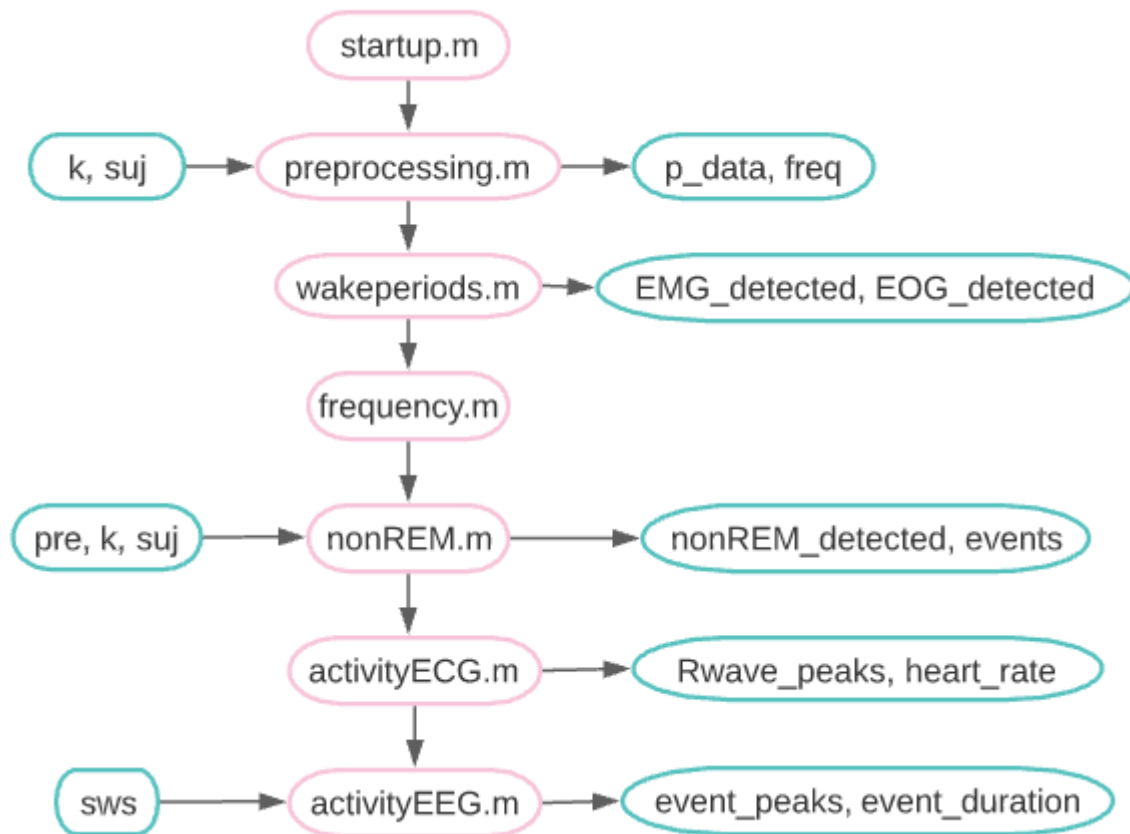 startup.m
k, suj
preprocessing.m
p_data, freq
wakeperiods.m
EMG_detected, EOG_detected
frequency.m
pre, k, suj
nonREM.m
nonREM_detected, events
activityECG.m
Rwave_peaks, heart_rate
sws
activityEEG.m
event_peaks, event_duration